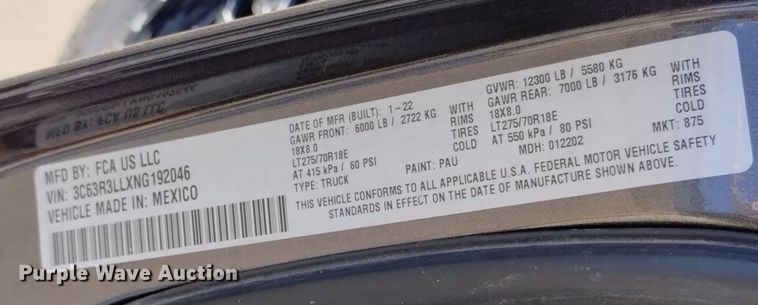 MFD BY: FCA US LLC
VIN: 3C63R3LLXNG192046
VEHICLE MADE IN: MEXICO
DATE OF MFR (BUILT): 1-22
GAWR FRONT: 6000 LB / 2722 KG WITH
18X8.0 RIMS
LT275/70R18E TIRES
AT 415 kPa / 60 PSI COLD
TYPE: TRUCK PAINT: PAU
GVWR: 12300 LB / 5580 KG
GAWR REAR: 7000 LB / 3176 KG WITH
18X8.0 RIMS
LT275/70R18E TIRES
AT 550 kPa / 80 PSI COLD
MDH: 012202 MKT: 875
THIS VEHICLE CONFORMS TO ALL APPLICABLE U.S.A. FEDERAL MOTOR VEHICLE SAFETY
STANDARDS IN EFFECT ON THE DATE OF MANUFACTURE SHOWN ABOVE.
Purple Wave Auction